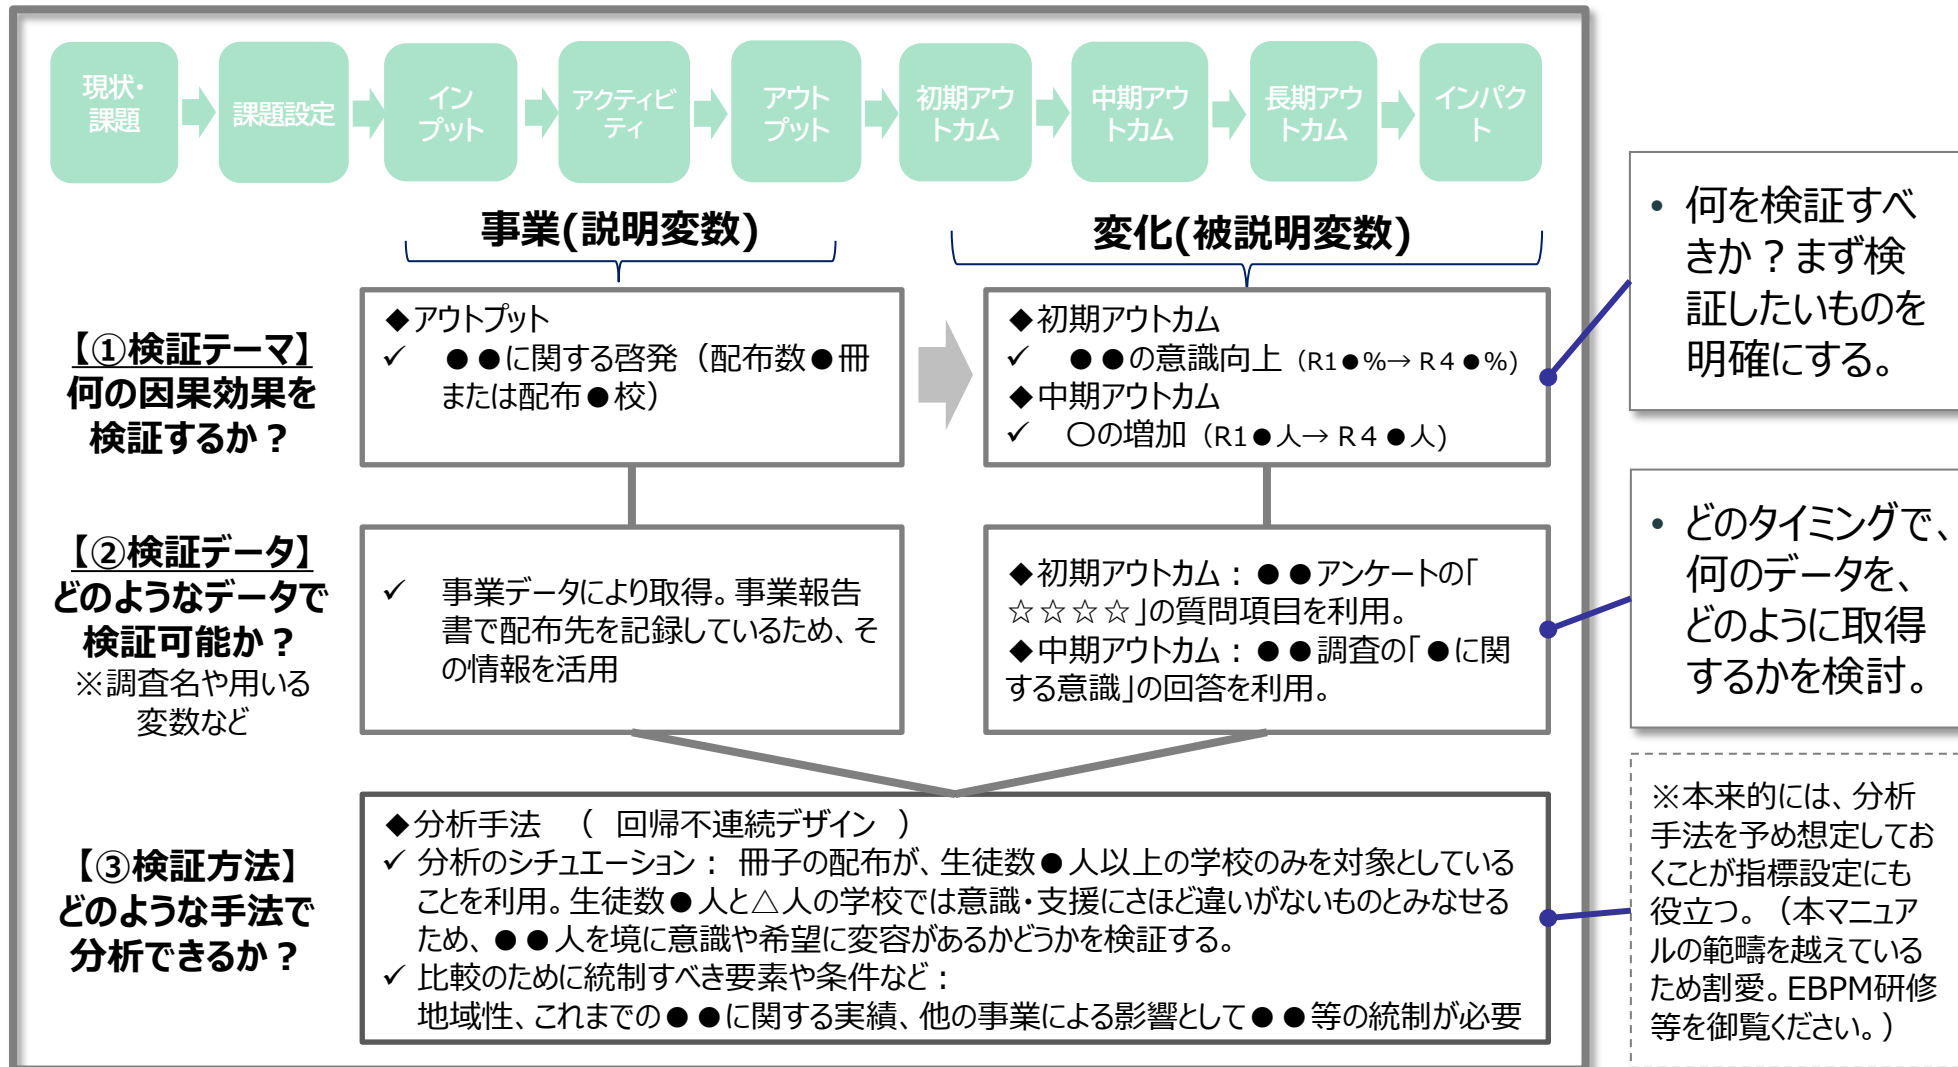 現状・
課題
課題設定
イン
プット
アクティビ
ティ
アウト
プット
初期アウ
トカム
中期アウ
トカム
長期アウ
トカム
インパク
ト
事業(説明変数)
変化(被説明変数)
【①検証テーマ】
何の因果効果を
検証するか？
◆アウトプット
✓ ●●に関する啓発（配布数●冊
または配布●校）
◆初期アウトカム
✓ ●●の意識向上（R1●%→R４●%）
◆中期アウトカム
✓ 〇の増加（R1●人→R４●人）
・何を検証すべ
きか？まず検
証したいものを
明確にする。
【②検証データ】
どのようなデータで
検証可能か？
※調査名や用いる
変数など
✓ 事業データにより取得。事業報告
書で配布先を記録しているため、そ
の情報を活用
◆初期アウトカム：●●アンケートの「
☆☆☆☆」の質問項目を利用。
◆中期アウトカム：●●調査の「●に関
する意識」の回答を利用。
・どのタイミングで、
何のデータを、
どのように取得
するかを検討。
【③検証方法】
どのような手法で
分析できるか？
◆分析手法 （ 回帰不連続デザイン ）
✓ 分析のシチュエーション： 冊子の配布が、生徒数●人以上の学校のみを対象としている
ことを利用。生徒数●人と△人の学校では意識・支援にさほど違いがないものとみなせる
ため、●●人を境に意識や希望に変容があるかどうかを検証する。
✓ 比較のために統制すべき要素や条件など：
地域性、これまでの●●に関する実績、他の事業による影響として●●等の統制が必要
※本来的には、分析
手法を予め想定してお
くことが指標設定にも
役立つ。（本マニュア
ルの範疇を越えている
ため割愛。EBPM研修
等を御覧ください。）